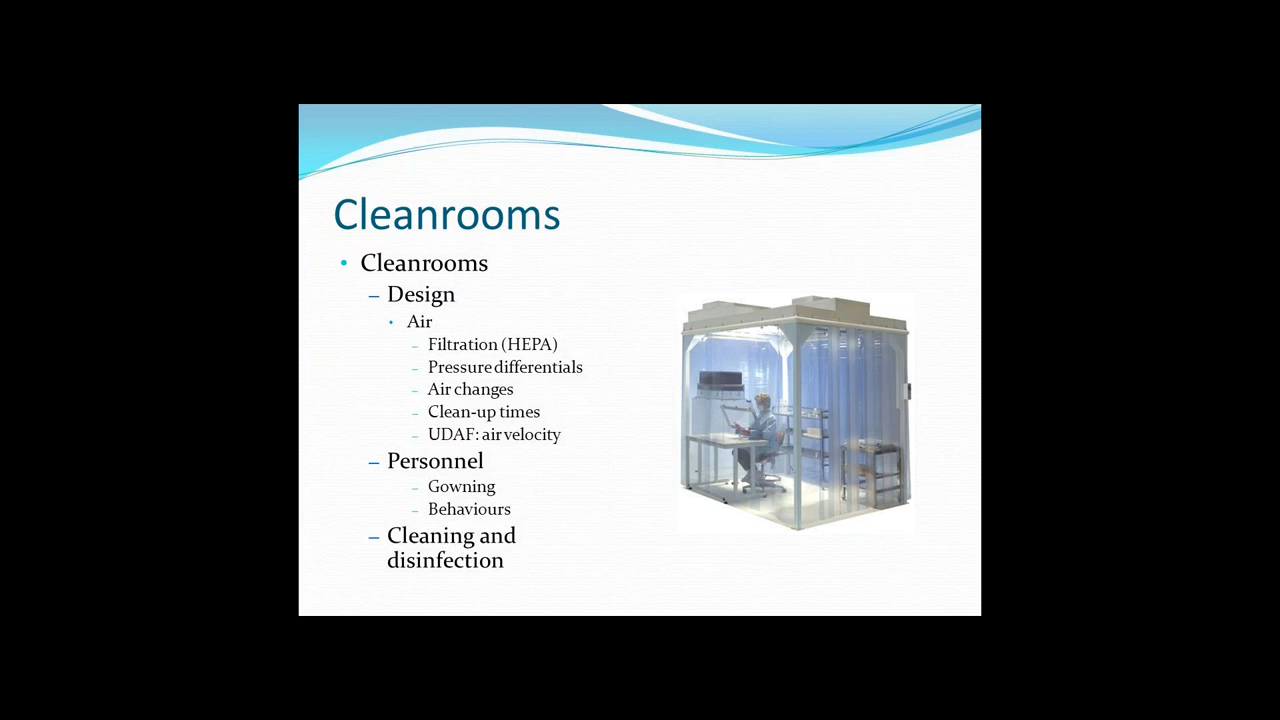 Cleanrooms
• Cleanrooms
– Design
• Air
– Filtration (HEPA)
– Pressure differentials
– Air changes
– Clean-up times
– UDAF: air velocity
– Personnel
– Gowning
– Behaviours
– Cleaning and
disinfection